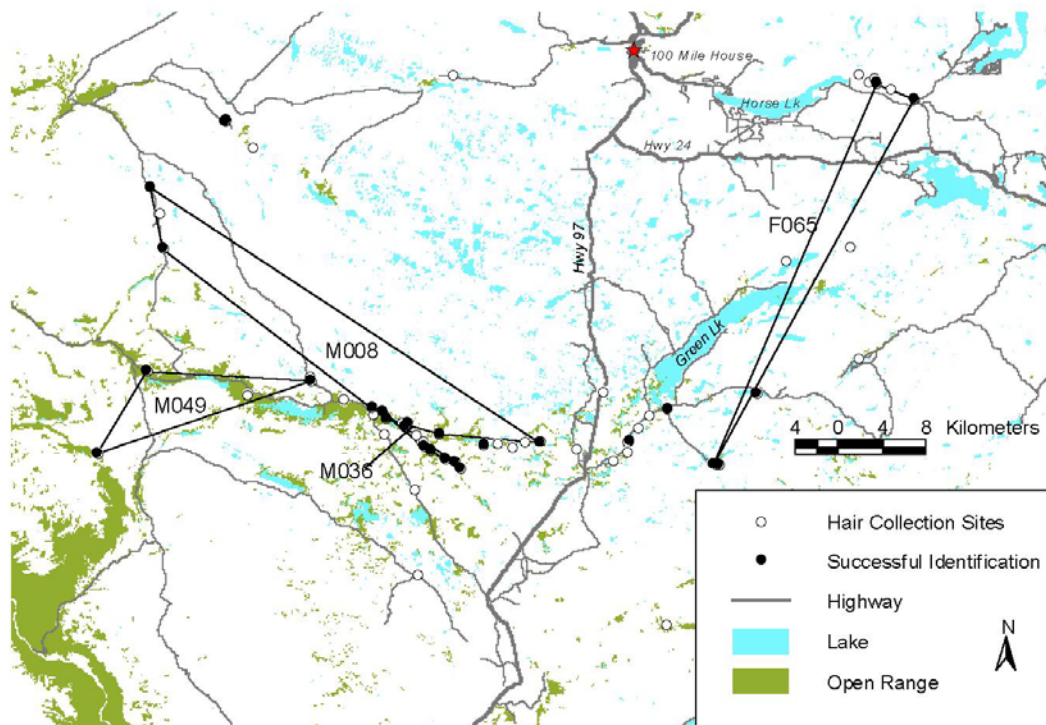 100 Mile House
Horse Lk
Hwy 24
F065
Hwy 97
Green Lk
M008
M049
M036
4 0 4 8 Kilometers
Hair Collection Sites
Successful Identification
Highway
Lake
Open Range
N